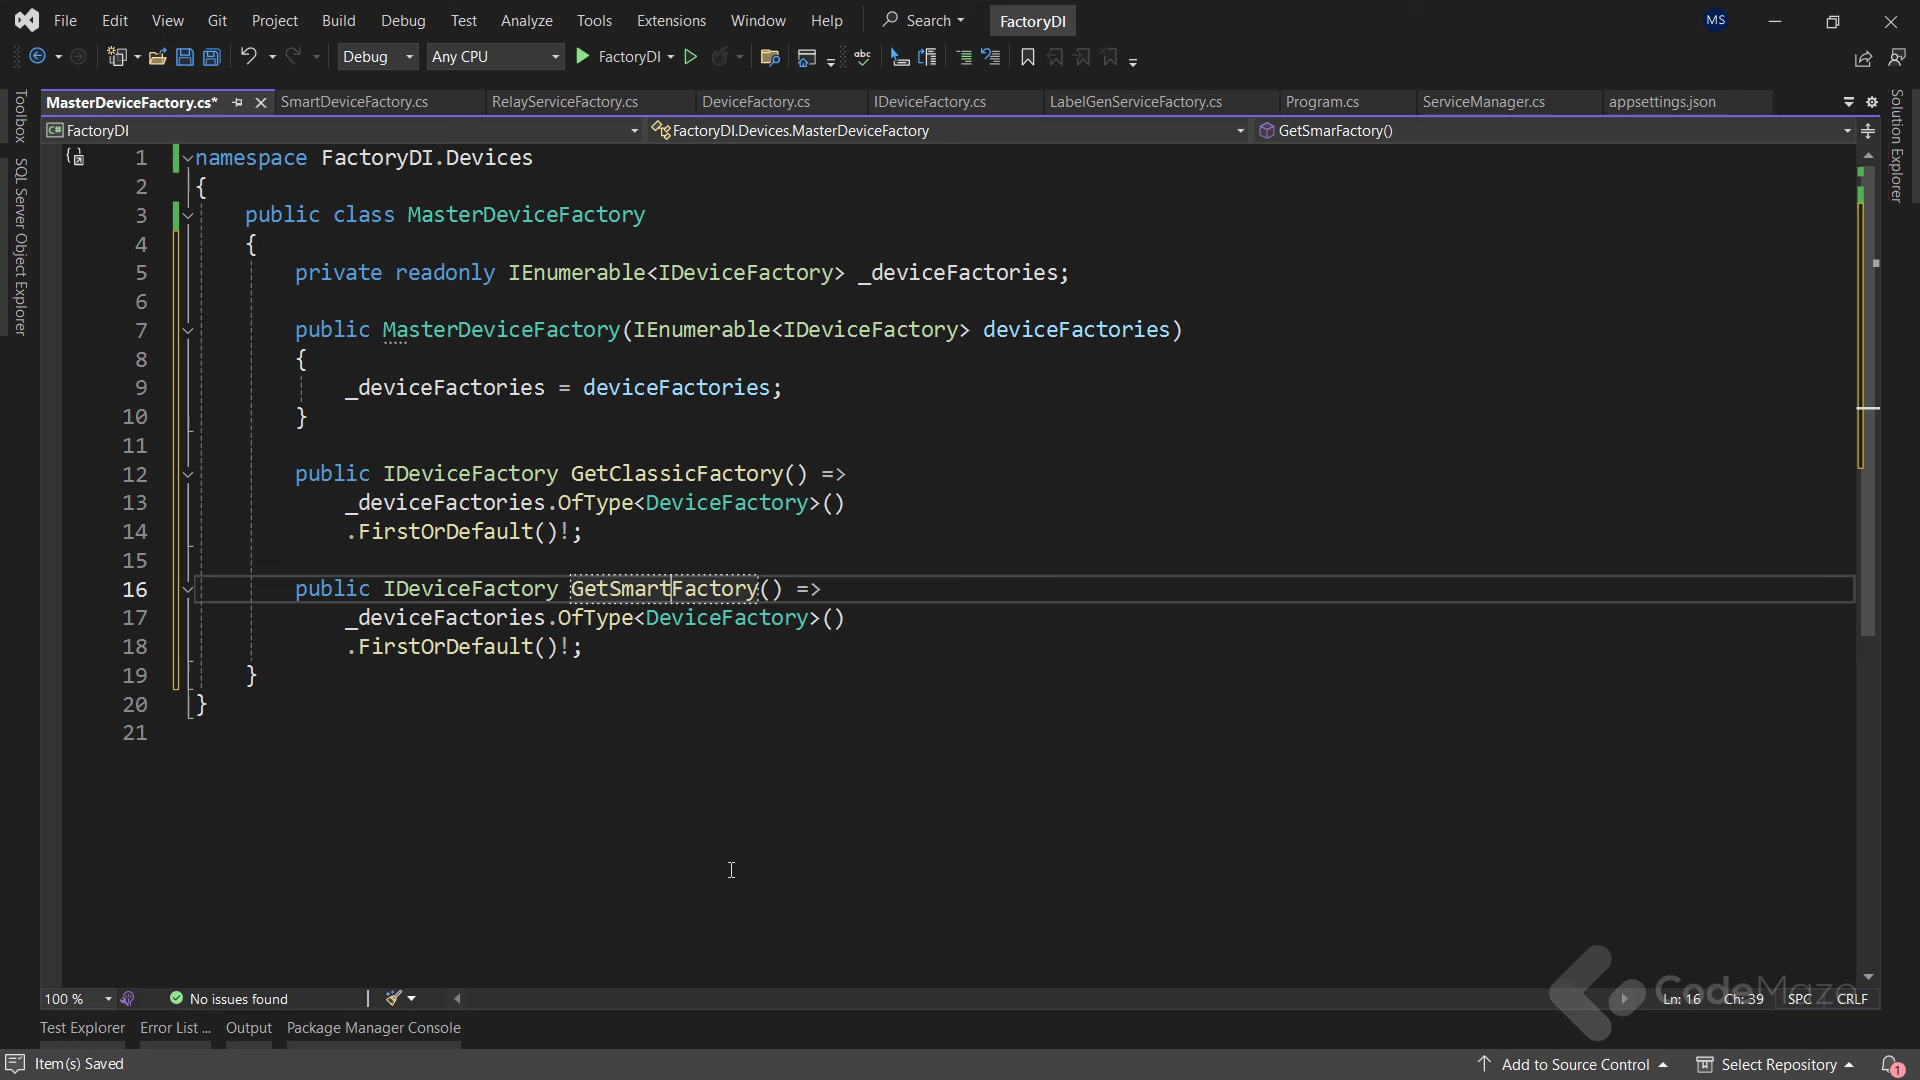 File Edit View Git Project Build Debug Test Analyze Tools Extensions Window Help Search FactoryDI MS
Debug Any CPU FactoryDI
MasterDeviceFactory.cs* SmartDeviceFactory.cs RelayServiceFactory.cs DeviceFactory.cs IDeviceFactory.cs LabelGenServiceFactory.cs Program.cs ServiceManager.cs appsettings.json
C# FactoryDI FactoryDI.Devices.MasterDeviceFactory GetSmarFactory()
Toolbox
SQL Server Object Explorer
Solution Explorer
1 namespace FactoryDI.Devices
2 {
3 public class MasterDeviceFactory
4 {
5 private readonly IEnumerable<IDeviceFactory> _deviceFactories;
6
7 public MasterDeviceFactory(IEnumerable<IDeviceFactory> deviceFactories)
8 {
9 _deviceFactories = deviceFactories;
10 }
11
12 public IDeviceFactory GetClassicFactory() =>
13 _deviceFactories.OfType<DeviceFactory>()
14 .FirstOrDefault()!;
15
16 public IDeviceFactory GetSmartFactory() =>
17 _deviceFactories.OfType<DeviceFactory>()
18 .FirstOrDefault()!;
19 }
20 }
21
100 % No issues found Ln: 16 Ch: 39 SPC CRLF
CodeMaze
Test Explorer Error List ... Output Package Manager Console
Item(s) Saved Add to Source Control Select Repository 1